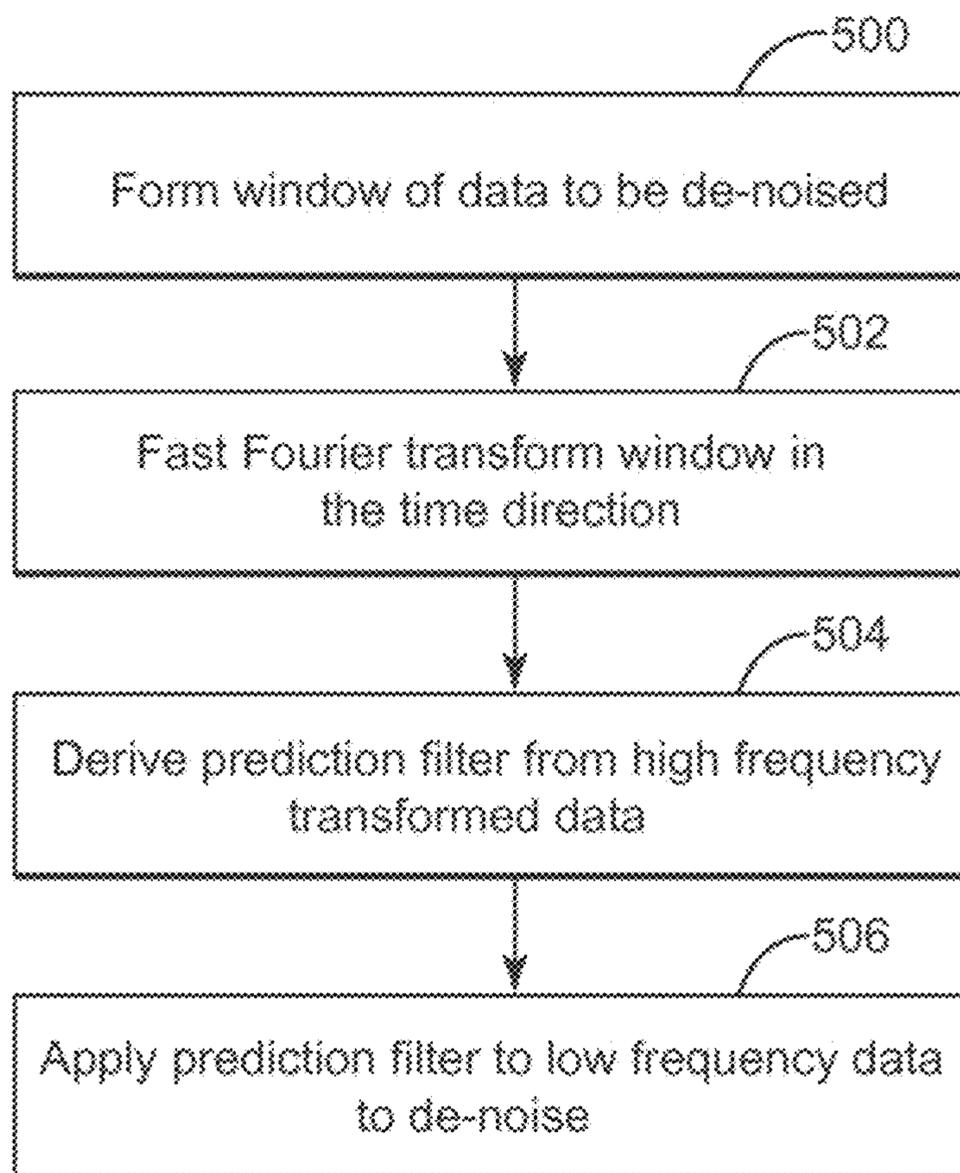 500
Form window of data to be de-noised
502
Fast Fourier transform window in
the time direction
504
Derive prediction filter from high frequency
transformed data
506
Apply prediction filter to low frequency data
to de-noise